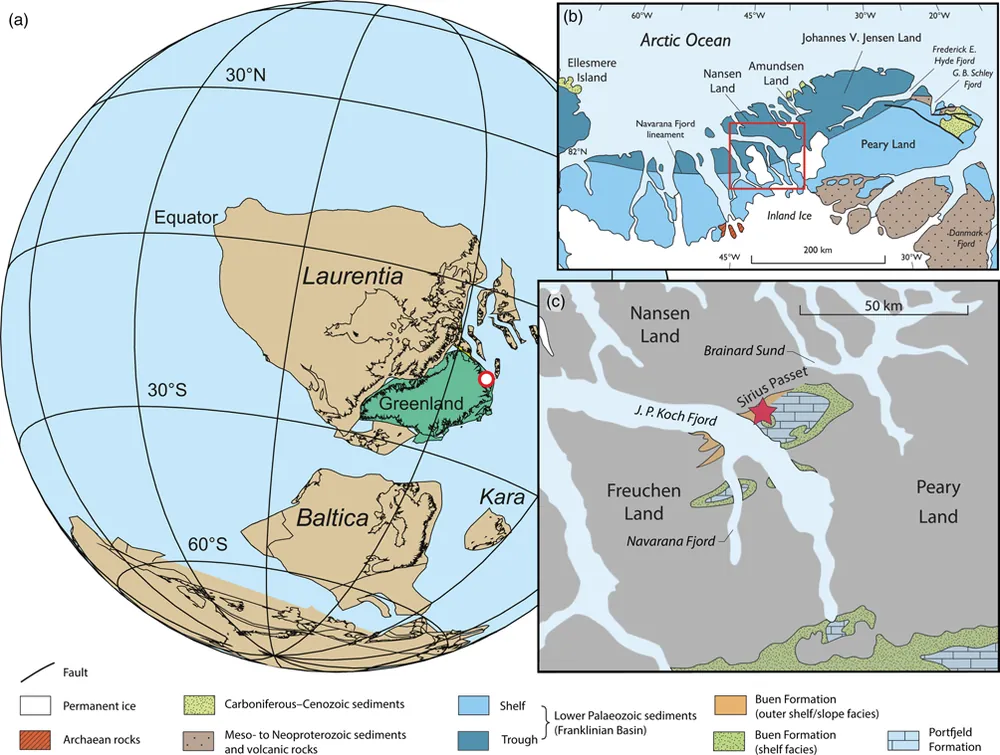 (a)
30°N
Equator
Laurentia
30°S
Greenland
Baltica
Kara
60°S
(b)
60°W
45°W
30°W
20°W
Arctic Ocean
Johannes V. Jensen Land
Ellesmere
Island
Nansen
Land
Amundsen
Land
Frederick E.
Hyde Fjord
G. B. Schley
Fjord
Navarana Fjord
lineament
82°N
Peary Land
Inland Ice
Danmark
Fjord
200 km
45°W
30°W
(c)
50 km
Nansen
Land
Brainard Sund
Sirius Passet
J. P. Koch Fjord
Freuchen
Land
Peary
Land
Navarana Fjord
Fault
Permanent ice
Archaean rocks
Carboniferous–Cenozoic sediments
Meso- to Neoproterozoic sediments
and volcanic rocks
Shelf
Trough
Lower Palaeozoic sediments
(Franklinian Basin)
Buen Formation
(outer shelf/slope facies)
Buen Formation
(shelf facies)
Portfjeld
Formation